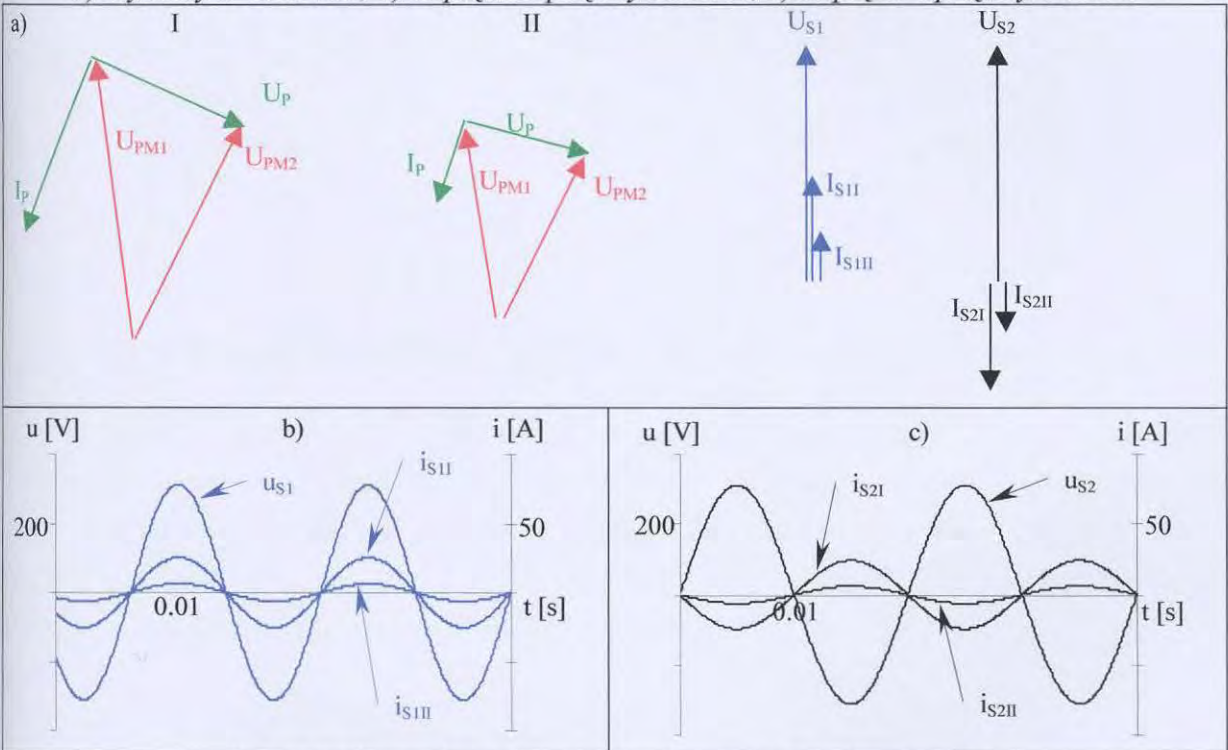 a) I II U_S1 U_S2
U_P
U_PM1 U_PM2
I_P
U_P
I_P U_PM1 U_PM2
I_S1I
I_S1II
I_S2I I_S2II
u [V] b) i [A]
i_S1I
u_S1
200 50
0.01 t [s]
i_S1II
u [V] c) i [A]
i_S2I u_S2
200 50
0.01 t [s]
i_S2II